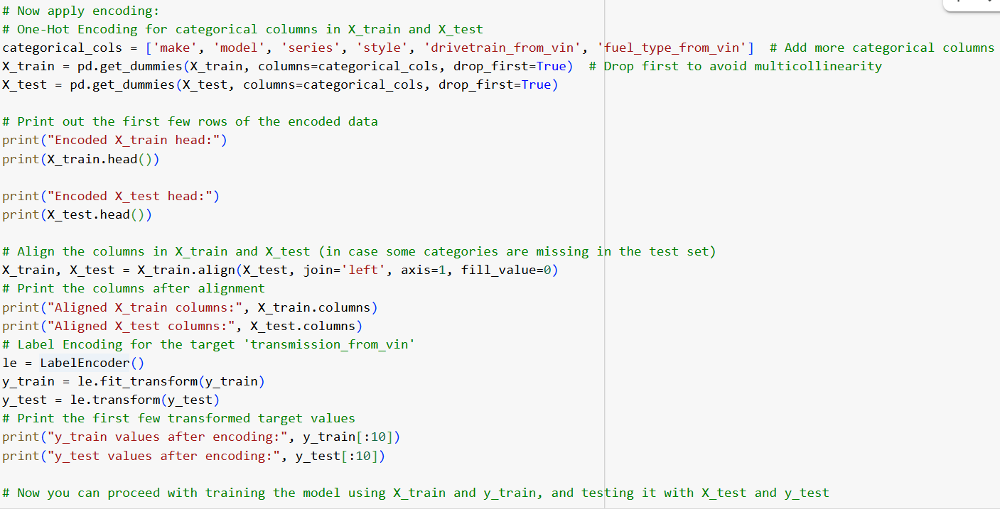 # Now apply encoding:
# One-Hot Encoding for categorical columns in X_train and X_test
categorical_cols = ['make', 'model', 'series', 'style', 'drivetrain_from_vin', 'fuel_type_from_vin']  # Add more categorical columns
X_train = pd.get_dummies(X_train, columns=categorical_cols, drop_first=True)  # Drop first to avoid multicollinearity
X_test = pd.get_dummies(X_test, columns=categorical_cols, drop_first=True)
# Print out the first few rows of the encoded data
print("Encoded X_train head:")
print(X_train.head())
print("Encoded X_test head:")
print(X_test.head())
# Align the columns in X_train and X_test (in case some categories are missing in the test set)
X_train, X_test = X_train.align(X_test, join='left', axis=1, fill_value=0)
# Print the columns after alignment
print("Aligned X_train columns:", X_train.columns)
print("Aligned X_test columns:", X_test.columns)
# Label Encoding for the target 'transmission_from_vin'
le = LabelEncoder()
y_train = le.fit_transform(y_train)
y_test = le.transform(y_test)
# Print the first few transformed target values
print("y_train values after encoding:", y_train[:10])
print("y_test values after encoding:", y_test[:10])
# Now you can proceed with training the model using X_train and y_train, and testing it with X_test and y_test